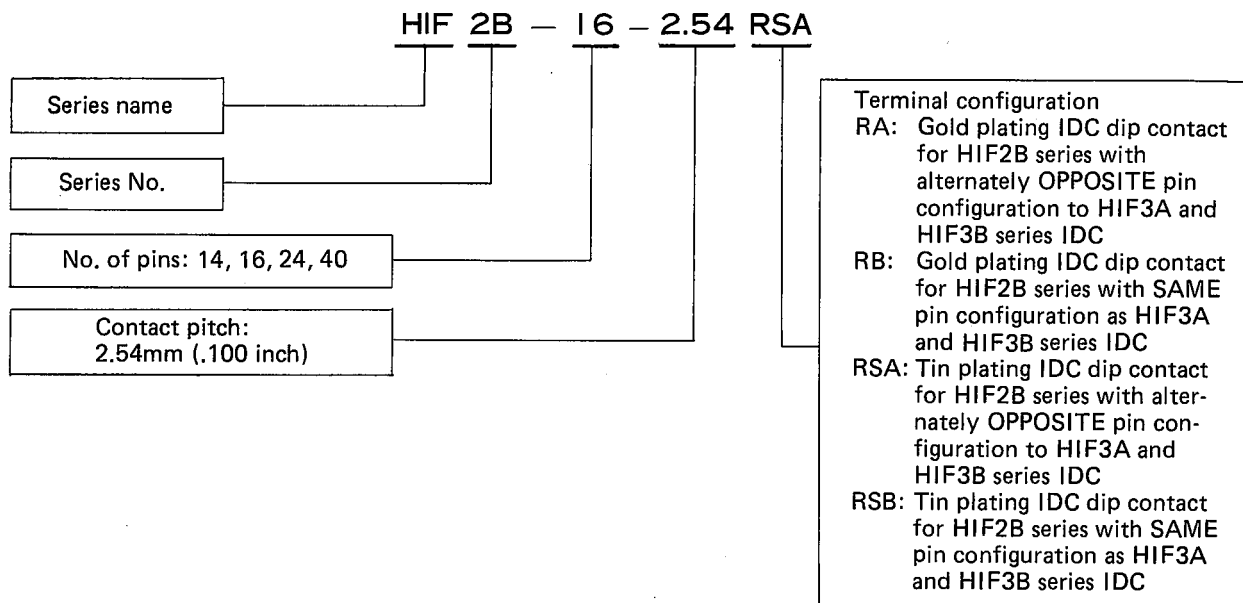 HIF 2B - 16 - 2.54 RSA
Series name
Series No.
No. of pins: 14, 16, 24, 40
Contact pitch:
2.54mm (.100 inch)
Terminal configuration
RA: Gold plating IDC dip contact
for HIF2B series with
alternately OPPOSITE pin
configuration to HIF3A and
HIF3B series IDC
RB: Gold plating IDC dip contact
for HIF2B series with SAME
pin configuration as HIF3A
and HIF3B series IDC
RSA: Tin plating IDC dip contact
for HIF2B series with alter-
nately OPPOSITE pin con-
figuration to HIF3A and
HIF3B series IDC
RSB: Tin plating IDC dip contact
for HIF2B series with SAME
pin configuration as HIF3A
and HIF3B series IDC